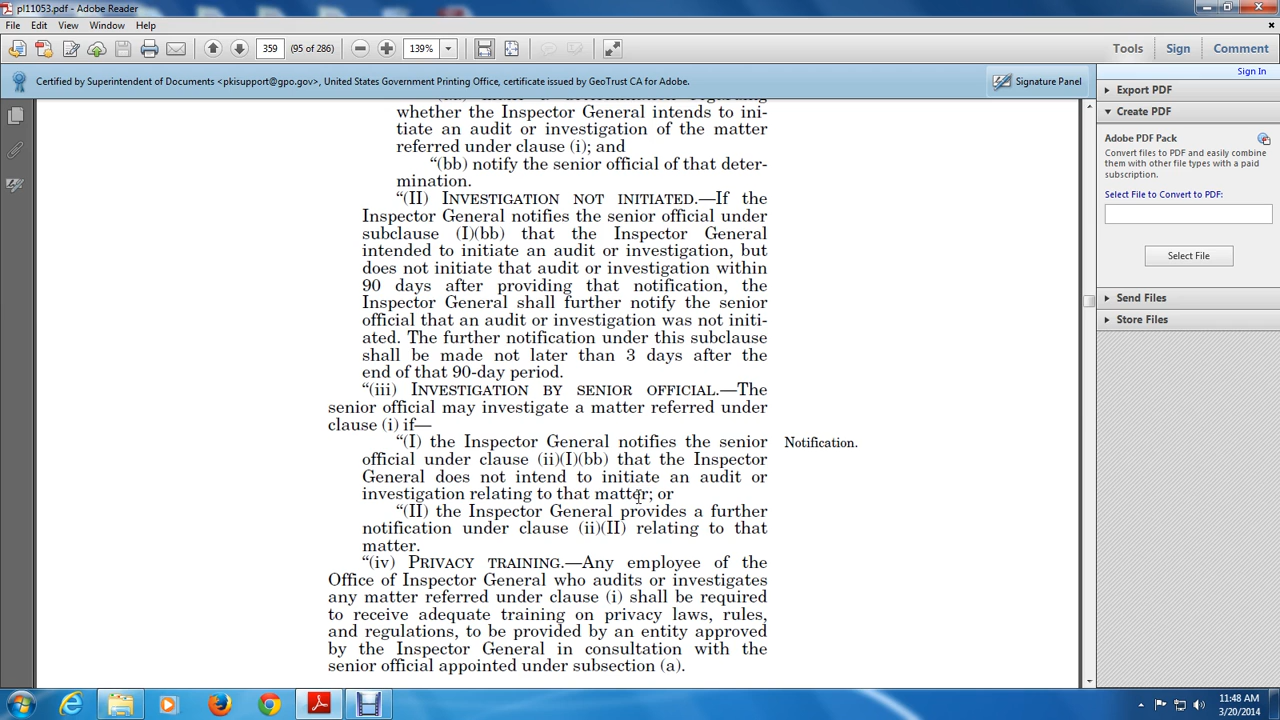 pl11053.pdf - Adobe Reader
File Edit View Window Help
359 (95 of 286) 139% Tools Sign Comment
Certified by Superintendent of Documents <pkisupport@gpo.gov>, United States Government Printing Office, certificate issued by GeoTrust CA for Adobe.
Signature Panel
Sign In
Export PDF
Create PDF
Adobe PDF Pack
Convert files to PDF and easily combine
them with other file types with a paid
subscription.
Select File to Convert to PDF:
Select File
Send Files
Store Files
whether the Inspector General intends to ini-
tiate an audit or investigation of the matter
referred under clause (i); and
“(bb) notify the senior official of that deter-
mination.
“(II) INVESTIGATION NOT INITIATED.—If the
Inspector General notifies the senior official under
subclause (I)(bb) that the Inspector General
intended to initiate an audit or investigation, but
does not initiate that audit or investigation within
90 days after providing that notification, the
Inspector General shall further notify the senior
official that an audit or investigation was not initi-
ated. The further notification under this subclause
shall be made not later than 3 days after the
end of that 90-day period.
“(iii) INVESTIGATION BY SENIOR OFFICIAL.—The
senior official may investigate a matter referred under
clause (i) if—
“(I) the Inspector General notifies the senior
official under clause (ii)(I)(bb) that the Inspector
General does not intend to initiate an audit or
investigation relating to that matter; or
“(II) the Inspector General provides a further
notification under clause (ii)(II) relating to that
matter.
“(iv) PRIVACY TRAINING.—Any employee of the
Office of Inspector General who audits or investigates
any matter referred under clause (i) shall be required
to receive adequate training on privacy laws, rules,
and regulations, to be provided by an entity approved
by the Inspector General in consultation with the
senior official appointed under subsection (a).
Notification.
11:48 AM
3/20/2014